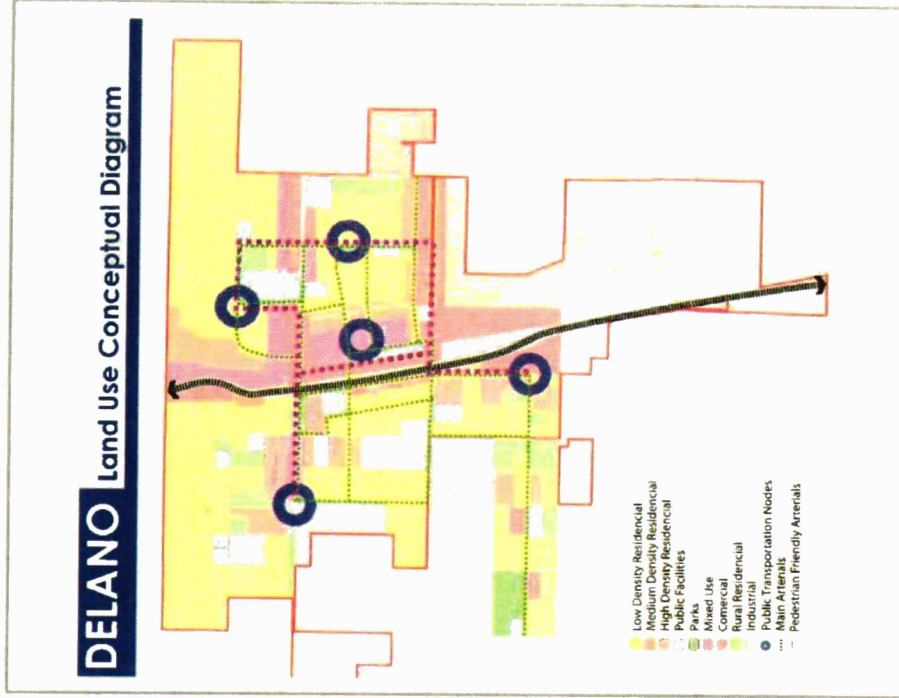 DELANO Land Use Conceptual Diagram
Low Density Residencial
Medium Density Residencial
High Density Residencial
Public Facilities
Parks
Mixed Use
Comercial
Rural Residencial
Industrial
Public Transportation Nodes
Main Arterials
Pedestrian Friendly Arterials